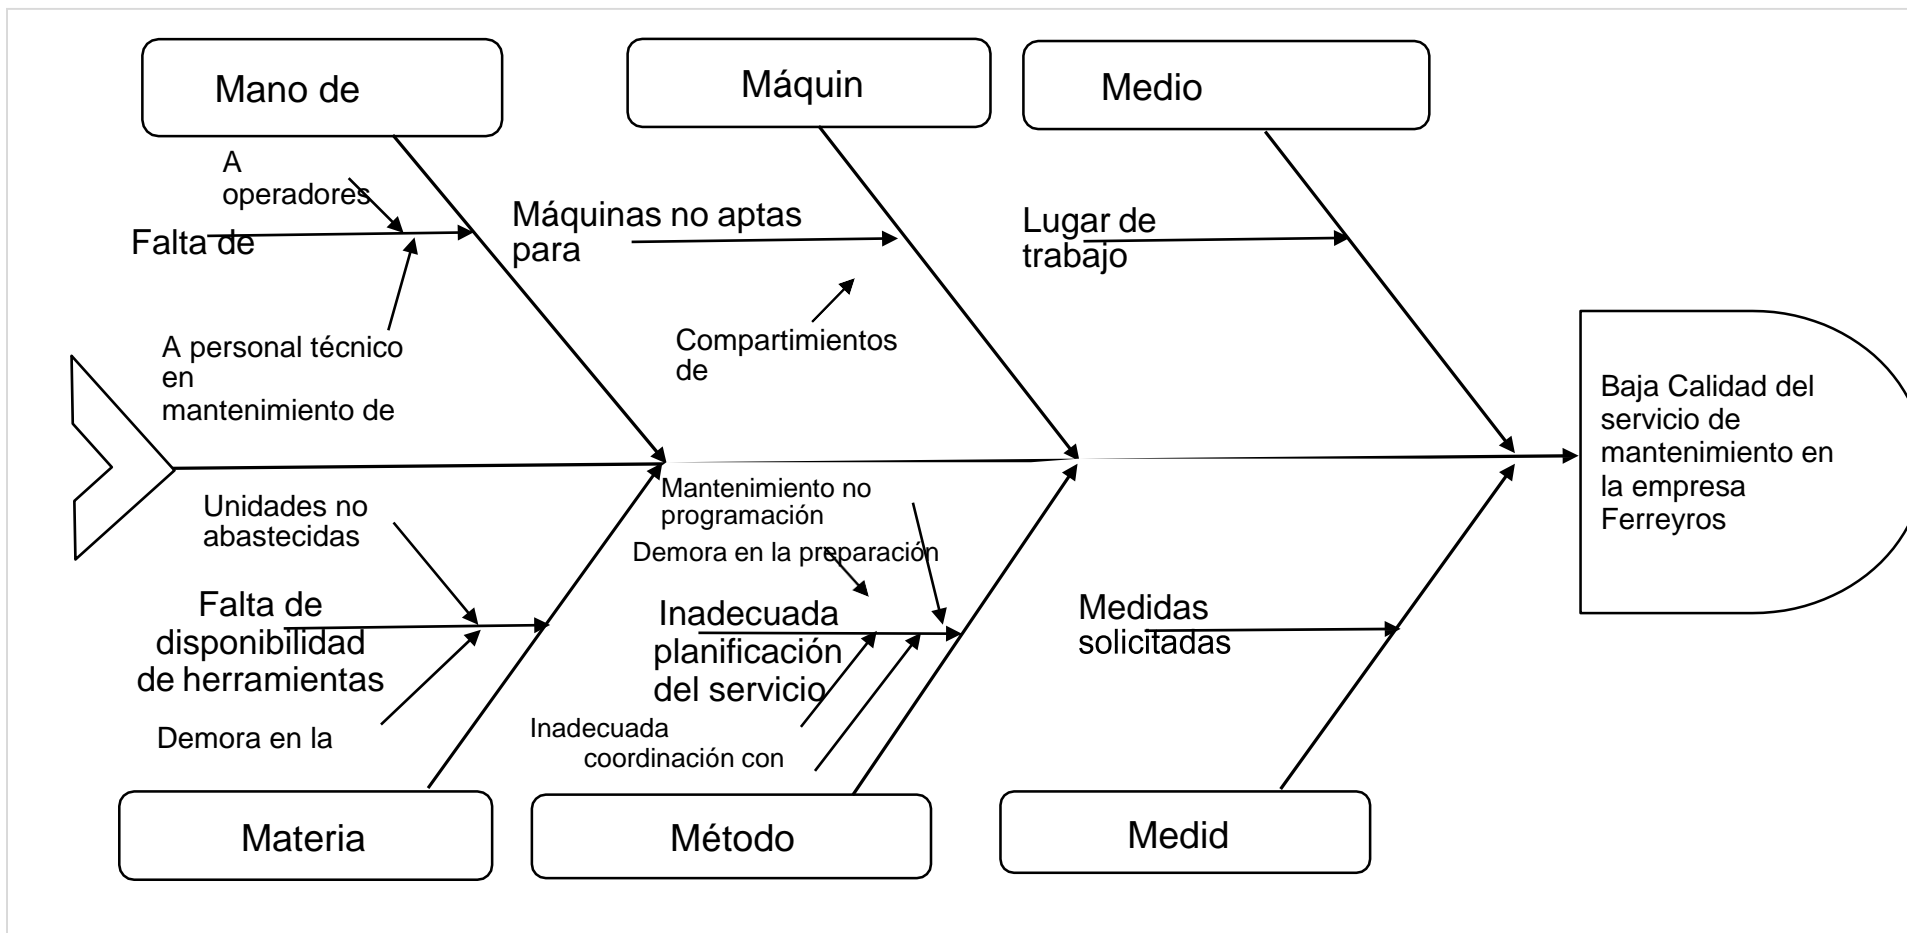 Mano de
Máquin
Medio
A
operadores
Falta de
A personal técnico
en
mantenimiento de
Máquinas no aptas
para
Compartimientos
de
Lugar de
trabajo
Baja Calidad del
servicio de
mantenimiento en
la empresa
Ferreyros
Unidades no
abastecidas
Falta de
disponibilidad
de herramientas
Demora en la
Mantenimiento no
programación
Demora en la preparación
Inadecuada
planificación
del servicio
Inadecuada
coordinación con
Medidas
solicitadas
Materia
Método
Medid